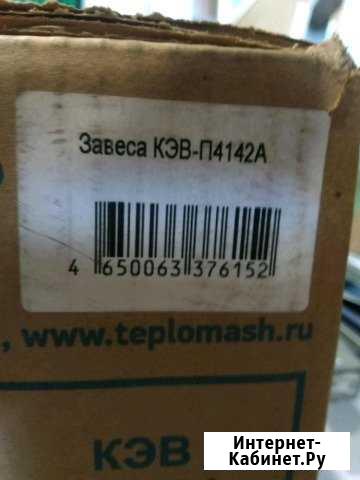 Завеса КЭВ-П4142А
4 650063 376152
, www.teplomash.ru
КЭВ
Интернет-
Кабинет.Ру